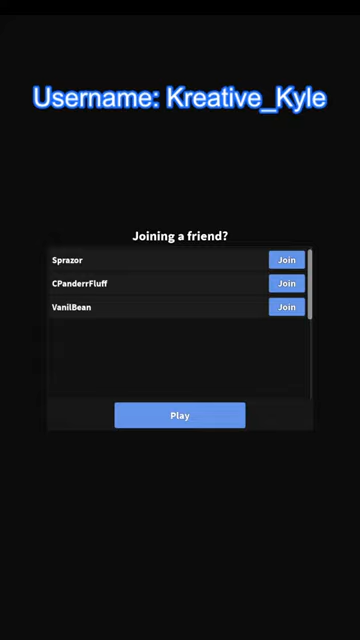 Username: Kreative_Kyle
Joining a friend?
Sprazor Join
CPanderrFluff Join
VanilBean Join
Play